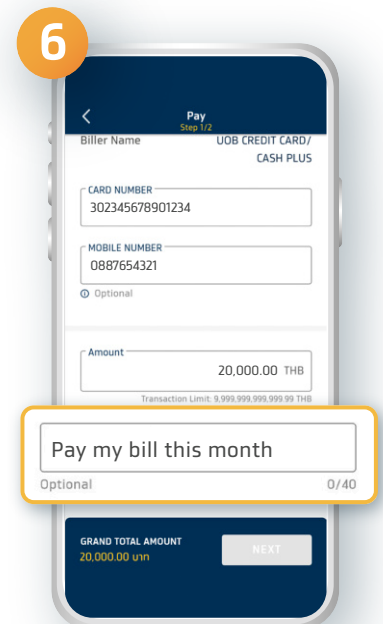 6
Pay
Step 1/2
Biller Name UOB CREDIT CARD/
CASH PLUS
CARD NUMBER
302345678901234
MOBILE NUMBER
0887654321
Optional
Amount
20,000.00 THB
Transaction Limit: 9,999,999,999,999.99 THB
Pay my bill this month
Optional 0/40
GRAND TOTAL AMOUNT
20,000.00 บาท
NEXT